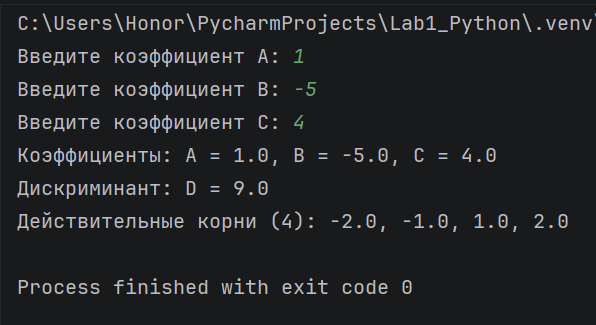 C:\Users\Honor\PycharmProjects\Lab1_Python\.venv\
Введите коэффициент A: 1
Введите коэффициент B: -5
Введите коэффициент C: 4
Коэффициенты: A = 1.0, B = -5.0, C = 4.0
Дискриминант: D = 9.0
Действительные корни (4): -2.0, -1.0, 1.0, 2.0
Process finished with exit code 0